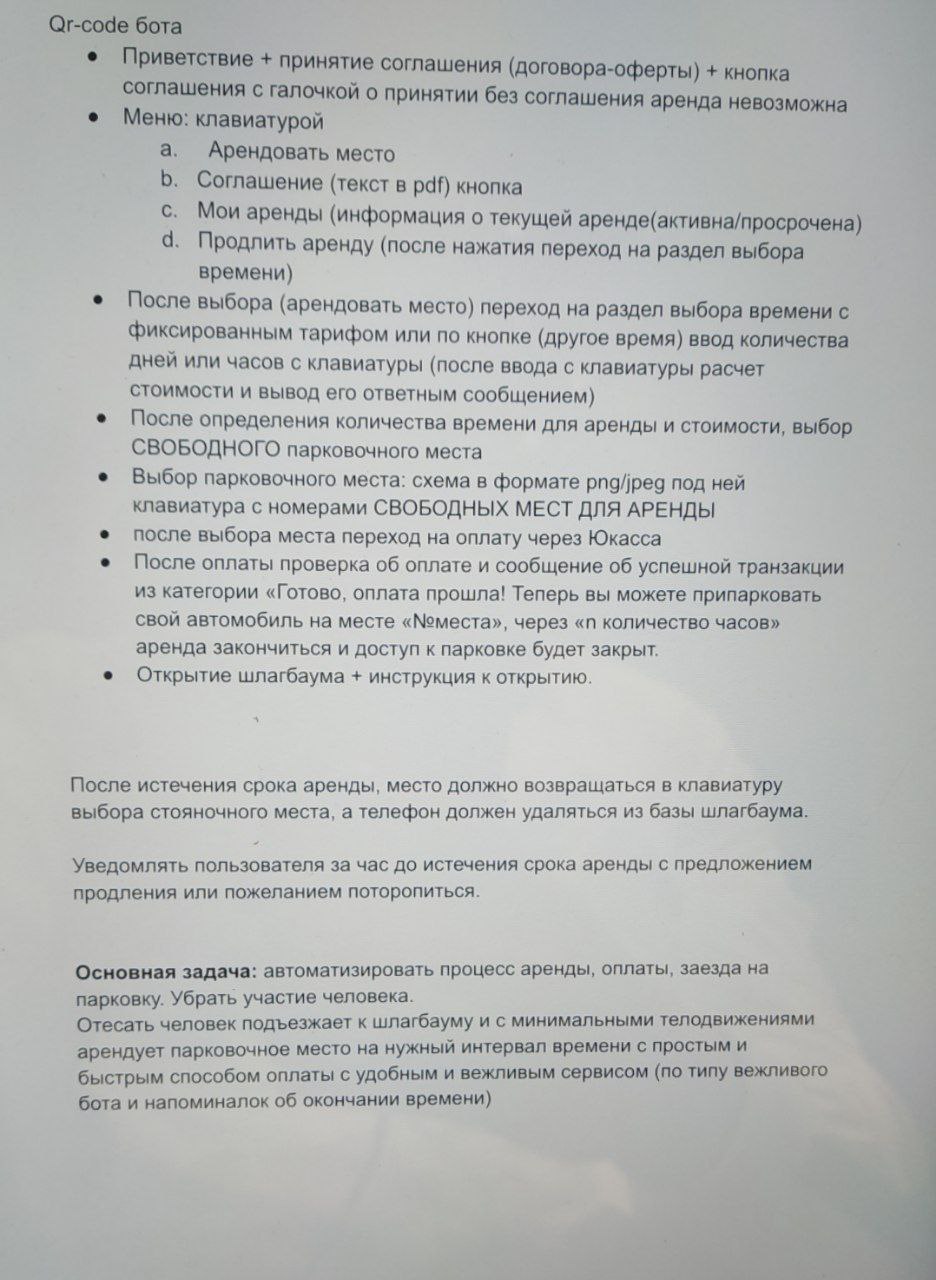 Qr-code бота
• Приветствие + принятие соглашения (договора-оферты) + кнопка
соглашения с галочкой о принятии без соглашения аренда невозможна
• Меню: клавиатурой
a. Арендовать место
b. Соглашение (текст в pdf) кнопка
c. Мои аренды (информация о текущей аренде(активна/просрочена)
d. Продлить аренду (после нажатия переход на раздел выбора
времени)
• После выбора (арендовать место) переход на раздел выбора времени с
фиксированным тарифом или по кнопке (другое время) ввод количества
дней или часов с клавиатуры (после ввода с клавиатуры расчет
стоимости и вывод его ответным сообщением)
• После определения количества времени для аренды и стоимости, выбор
СВОБОДНОГО парковочного места
• Выбор парковочного места: схема в формате png/jpeg под ней
клавиатура с номерами СВОБОДНЫХ МЕСТ ДЛЯ АРЕНДЫ
• после выбора места переход на оплату через Юкасса
• После оплаты проверка об оплате и сообщение об успешной транзакции
из категории «Готово, оплата прошла! Теперь вы можете припарковать
свой автомобиль на месте «№места», через «n количество часов»
аренда закончиться и доступ к парковке будет закрыт.
• Открытие шлагбаума + инструкция к открытию.
После истечения срока аренды, место должно возвращаться в клавиатуру
выбора стояночного места, а телефон должен удаляться из базы шлагбаума.
Уведомлять пользователя за час до истечения срока аренды с предложением
продления или пожеланием поторопиться.
Основная задача: автоматизировать процесс аренды, оплаты, заезда на
парковку. Убрать участие человека.
Отесать человек подъезжает к шлагбауму и с минимальными телодвижениями
арендует парковочное место на нужный интервал времени с простым и
быстрым способом оплаты с удобным и вежливым сервисом (по типу вежливого
бота и напоминалок об окончании времени)